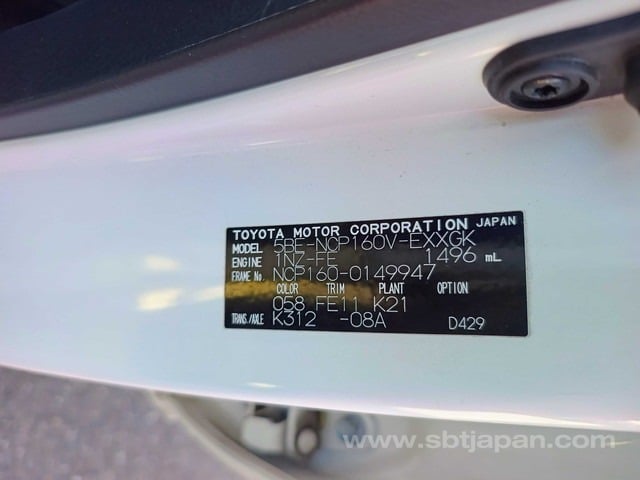 TOYOTA MOTOR CORPORATION JAPAN
MODEL 5BE-NCP160V-EXXGK
ENGINE 1NZ-FE 1496 mL
FRAME No. NCP160-0149947
COLOR TRIM PLANT OPTION
058 FE11 K21
TRANS./AXLE K312 -08A D429
www.sbtjapan.com